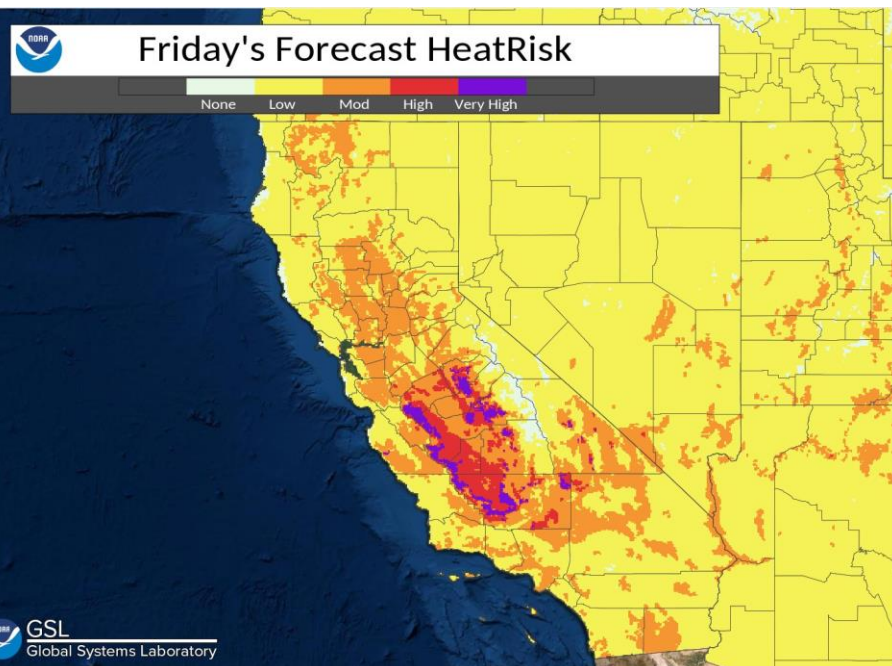 NOAA
Friday's Forecast HeatRisk
None Low Mod High Very High
NOAA
GSL
Global Systems Laboratory